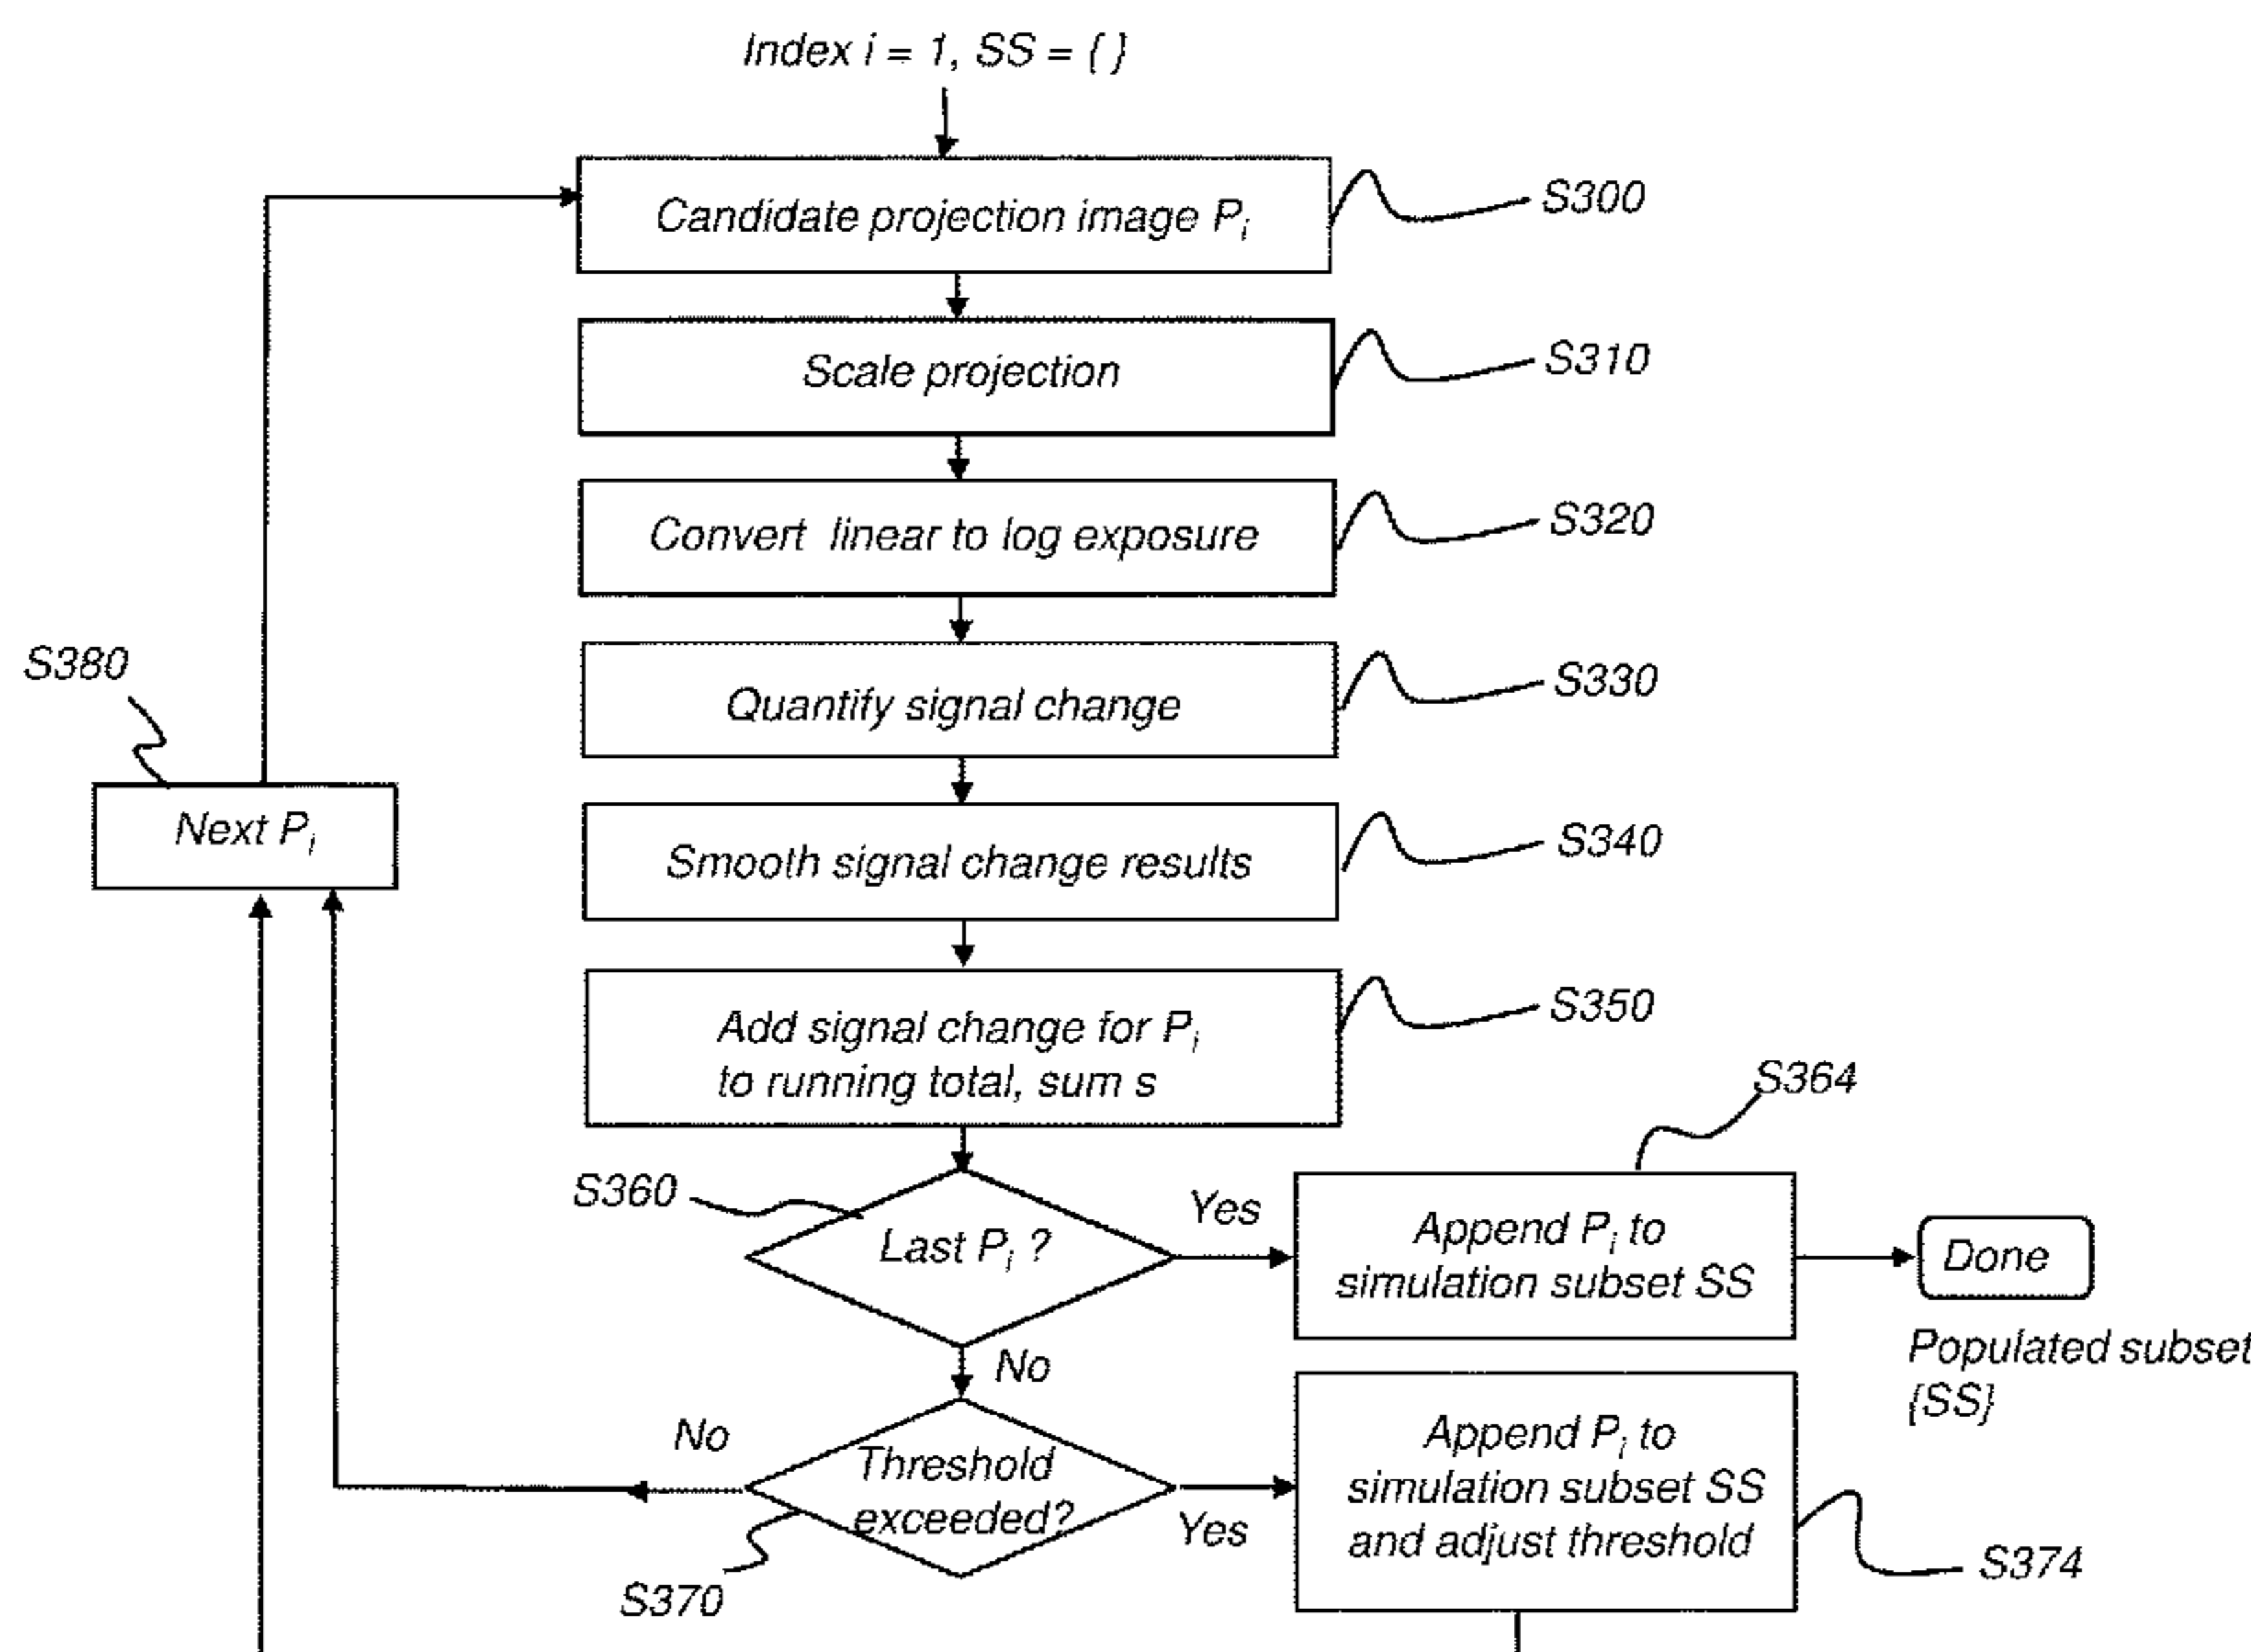 Index i = 1, SS = { }
Candidate projection image Pi
S300
Scale projection
S310
Convert linear to log exposure
S320
Quantify signal change
S330
S380
Next Pi
Smooth signal change results
S340
Add signal change for Pi
to running total, sum s
S350
S364
S360
Last Pi ?
Yes
Append Pi to
simulation subset SS
Done
Populated subset
{SS}
No
No
Threshold
exceeded?
Yes
Append Pi to
simulation subset SS
and adjust threshold
S370
S374